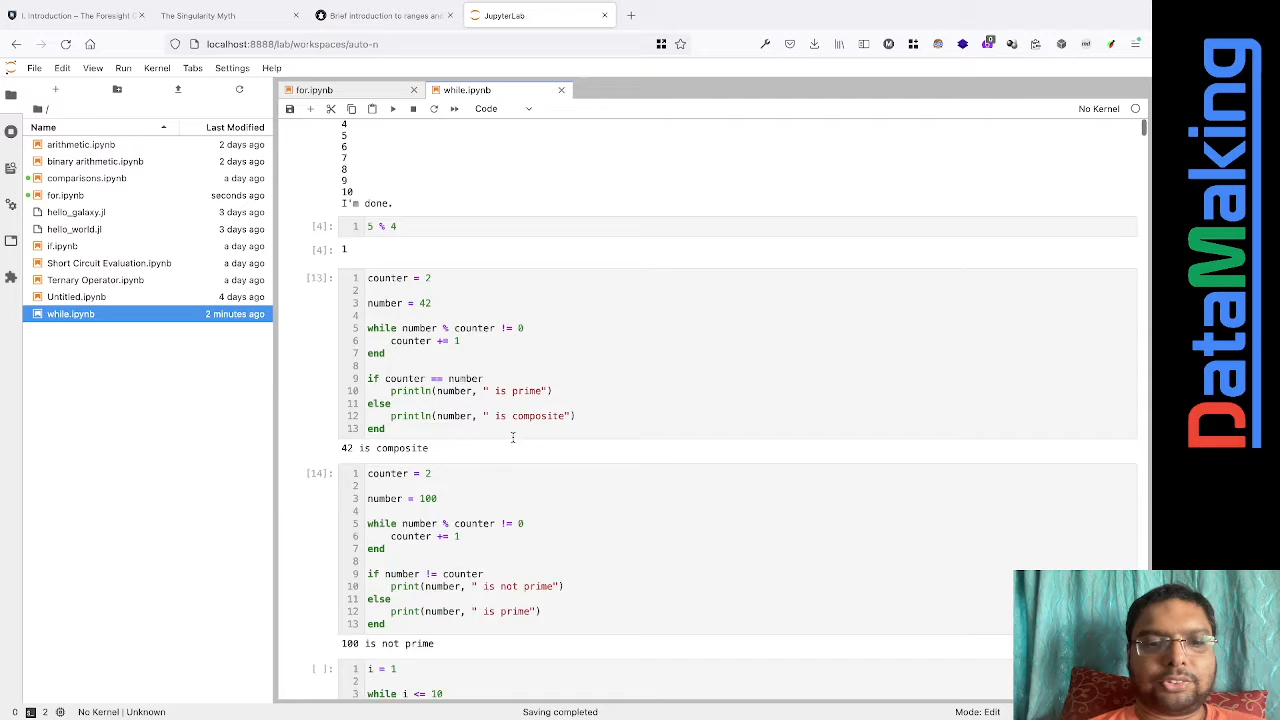 I. Introduction – The Foresight
The Singularity Myth
Brief introduction to ranges and
JupyterLab
localhost:8888/lab/workspaces/auto-n
File Edit View Run Kernel Tabs Settings Help
for.ipynb
while.ipynb
Code
No Kernel
/
Name Last Modified
arithmetic.ipynb 2 days ago
binary arithmetic.ipynb 2 days ago
comparisons.ipynb a day ago
for.ipynb seconds ago
hello_galaxy.jl 3 days ago
hello_world.jl 3 days ago
if.ipynb a day ago
Short Circuit Evaluation.ipynb a day ago
Ternary Operator.ipynb a day ago
Untitled.ipynb 4 days ago
while.ipynb 2 minutes ago
4
5
6
7
8
9
10
I'm done.
[4]: 1 5 % 4
[4]: 1
[13]: 1 counter = 2
2
3 number = 42
4
5 while number % counter != 0
6 counter += 1
7 end
8
9 if counter == number
10 println(number, " is prime")
11 else
12 println(number, " is composite")
13 end
42 is composite
[14]: 1 counter = 2
2
3 number = 100
4
5 while number % counter != 0
6 counter += 1
7 end
8
9 if number != counter
10 print(number, " is not prime")
11 else
12 print(number, " is prime")
13 end
100 is not prime
[ ]: 1 i = 1
2
3 while i <= 10
0 2 No Kernel | Unknown Saving completed Mode: Edit
DataMaking